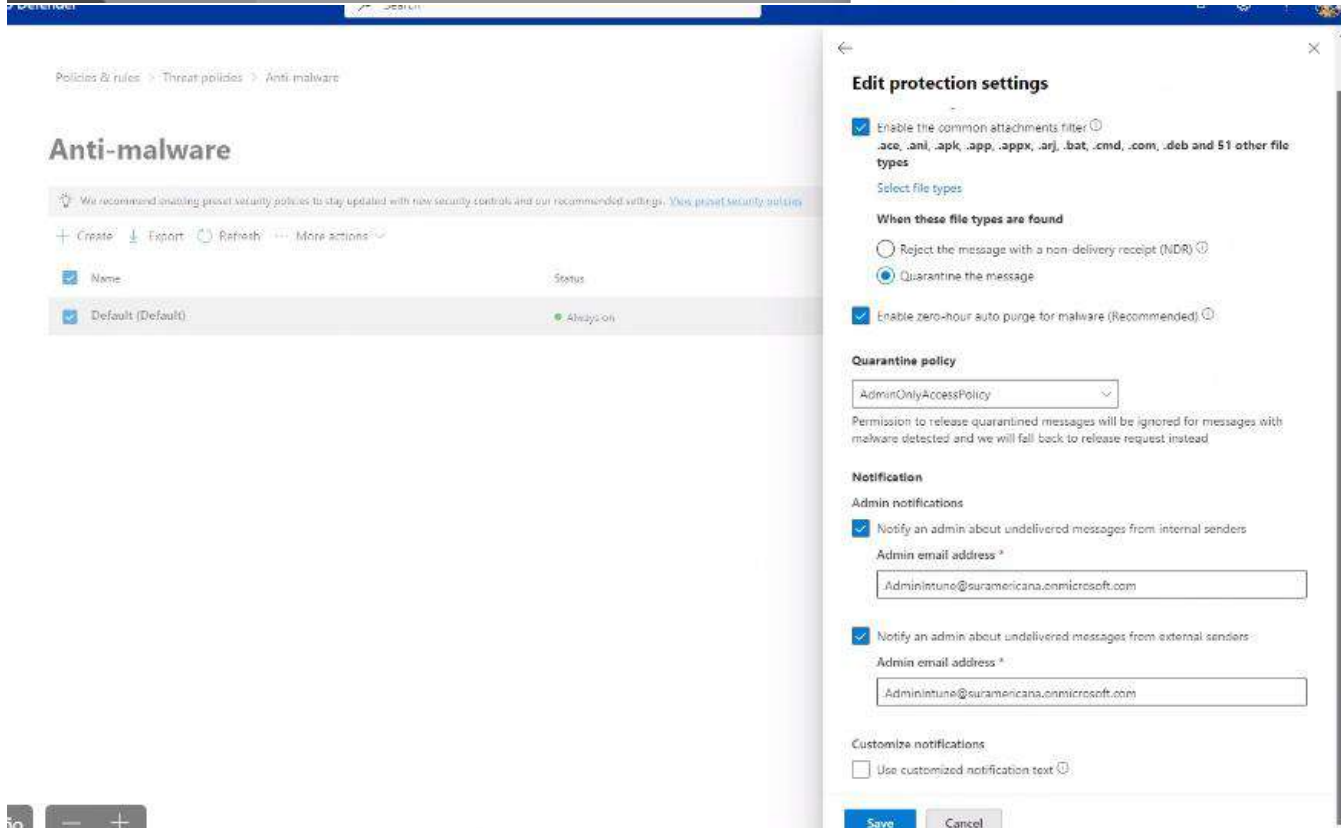 Defender
Search
Policies & rules > Threat policies > Anti-malware
Anti-malware
We recommend enabling preset security policies to stay updated with new security controls and our recommended settings. View preset security policies
+ Create Export Refresh ... More actions
Name Status
Default (Default) Always on
Edit protection settings
Enable the common attachments filter
.ace, .ani, .apk, .app, .appx, .arj, .bat, .cmd, .com, .deb and 51 other file
types
Select file types
When these file types are found
Reject the message with a non-delivery receipt (NDR)
Quarantine the message
Enable zero-hour auto purge for malware (Recommended)
Quarantine policy
AdminOnlyAccessPolicy
Permission to release quarantined messages will be ignored for messages with
malware detected and we will fall back to release request instead
Notification
Admin notifications
Notify an admin about undelivered messages from internal senders
Admin email address *
AdminIntune@suramericana.onmicrosoft.com
Notify an admin about undelivered messages from external senders
Admin email address *
AdminIntune@suramericana.onmicrosoft.com
Customize notifications
Use customized notification text
Save Cancel